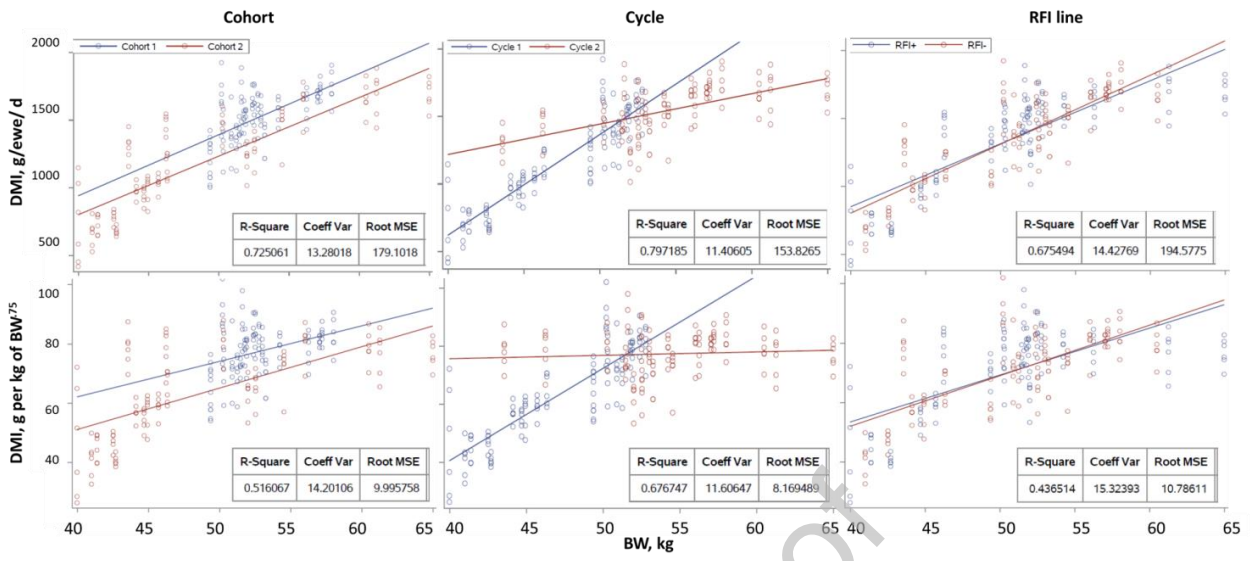 Cohort Cycle RFI line
Cohort 1 Cohort 2 Cycle 1 Cycle 2 RFI+ RFI-
DMI, g/ewe/ d
2000
1500
1000
500
R-Square Coeff Var Root MSE
0.725061 13.28018 179.1018
R-Square Coeff Var Root MSE
0.797185 11.40605 153.8265
R-Square Coeff Var Root MSE
0.675494 14.42769 194.5775
DMI, g per kg of BW^.75
100
80
60
40
R-Square Coeff Var Root MSE
0.516067 14.20106 9.995758
R-Square Coeff Var Root MSE
0.676747 11.60647 8.169489
R-Square Coeff Var Root MSE
0.436514 15.32393 10.78611
40 45 50 55 60 65 40 45 50 55 60 65 40 45 50 55 60 65
BW, kg